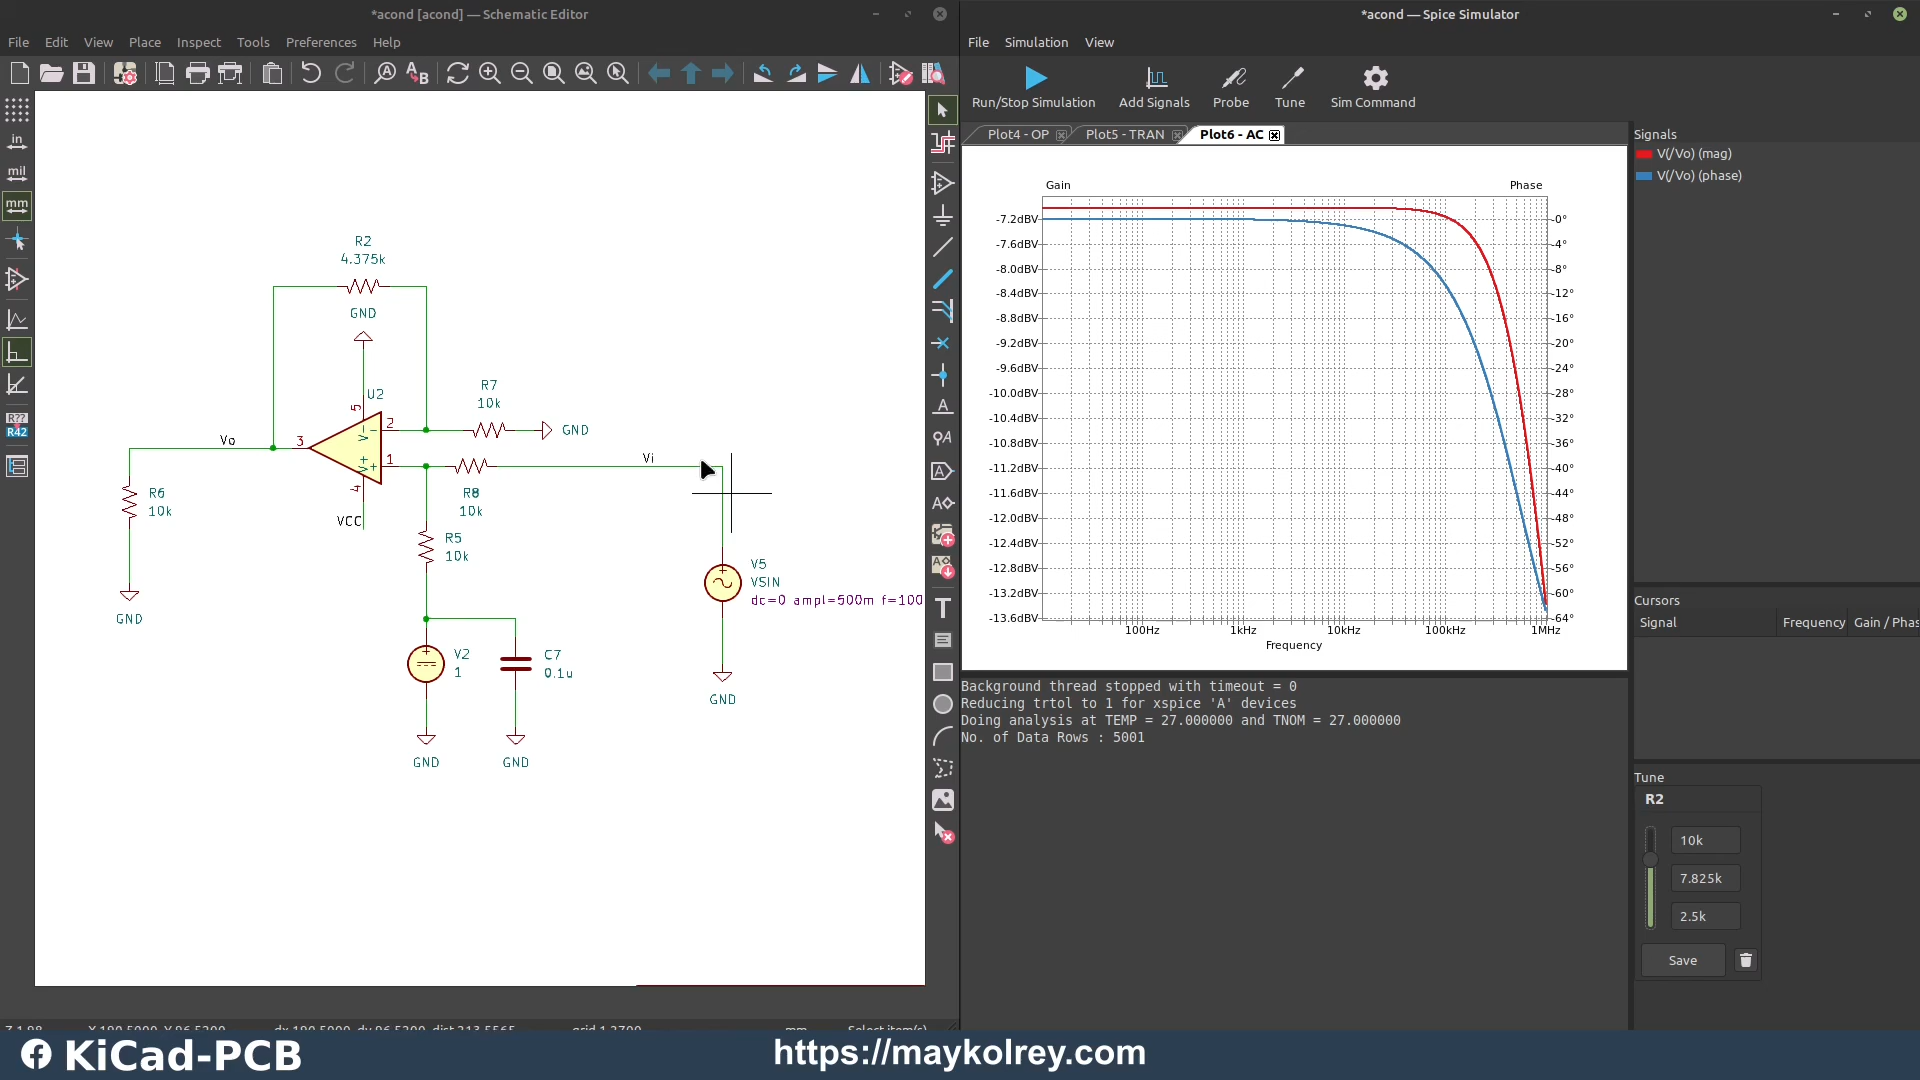 *acond [acond] — Schematic Editor
File Edit View Place Inspect Tools Preferences Help
in
mil
mm
R??
R42
R2
4.375k
GND
U2
R7
10k
5
2
GND
Vo
3
V-
V+
1
Vi
4
R6
10k
R8
10k
VCC
R5
10k
V5
VSIN
dc=0 ampl=500m f=100
GND
V2
1
C7
0.1u
GND
GND
GND
*acond — Spice Simulator
File Simulation View
Run/Stop Simulation Add Signals Probe Tune Sim Command
Plot4 - OP Plot5 - TRAN Plot6 - AC
Gain Phase
-7.2dBV -0°
-7.6dBV -4°
-8.0dBV -8°
-8.4dBV -12°
-8.8dBV -16°
-9.2dBV -20°
-9.6dBV -24°
-10.0dBV -28°
-10.4dBV -32°
-10.8dBV -36°
-11.2dBV -40°
-11.6dBV -44°
-12.0dBV -48°
-12.4dBV -52°
-12.8dBV -56°
-13.2dBV -60°
-13.6dBV -64°
100Hz 1kHz 10kHz 100kHz 1MHz
Frequency
Background thread stopped with timeout = 0
Reducing trtol to 1 for xspice 'A' devices
Doing analysis at TEMP = 27.000000 and TNOM = 27.000000
No. of Data Rows : 5001
Signals
V(/Vo) (mag)
V(/Vo) (phase)
Cursors
Signal Frequency Gain / Phas
Tune
R2
10k
7.825k
2.5k
Save
KiCad-PCB
https://maykolrey.com